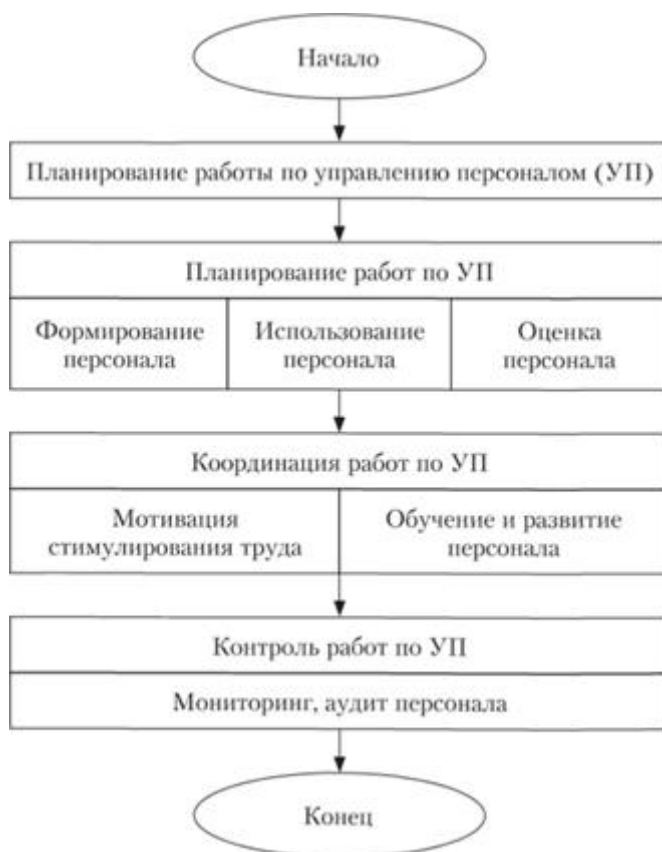 Начало
Планирование работы по управлению персоналом (УП)
Планирование работ по УП
Формирование
персонала
Использование
персонала
Оценка
персонала
Координация работ по УП
Мотивация
стимулирования труда
Обучение и развитие
персонала
Контроль работ по УП
Мониторинг, аудит персонала
Конец